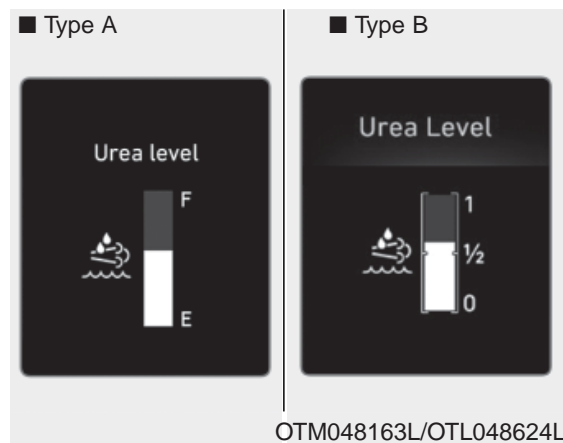 ■ Type A
■ Type B
Urea level
F
E
Urea Level
1
½
0
OTM048163L/OTL048624L